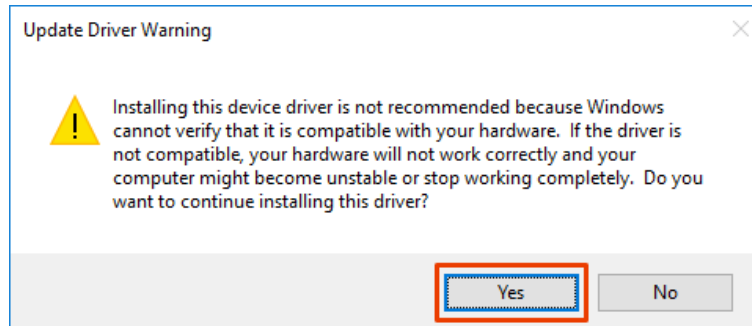 Update Driver Warning
Installing this device driver is not recommended because Windows
cannot verify that it is compatible with your hardware.  If the driver is
not compatible, your hardware will not work correctly and your
computer might become unstable or stop working completely.  Do you
want to continue installing this driver?
Yes
No